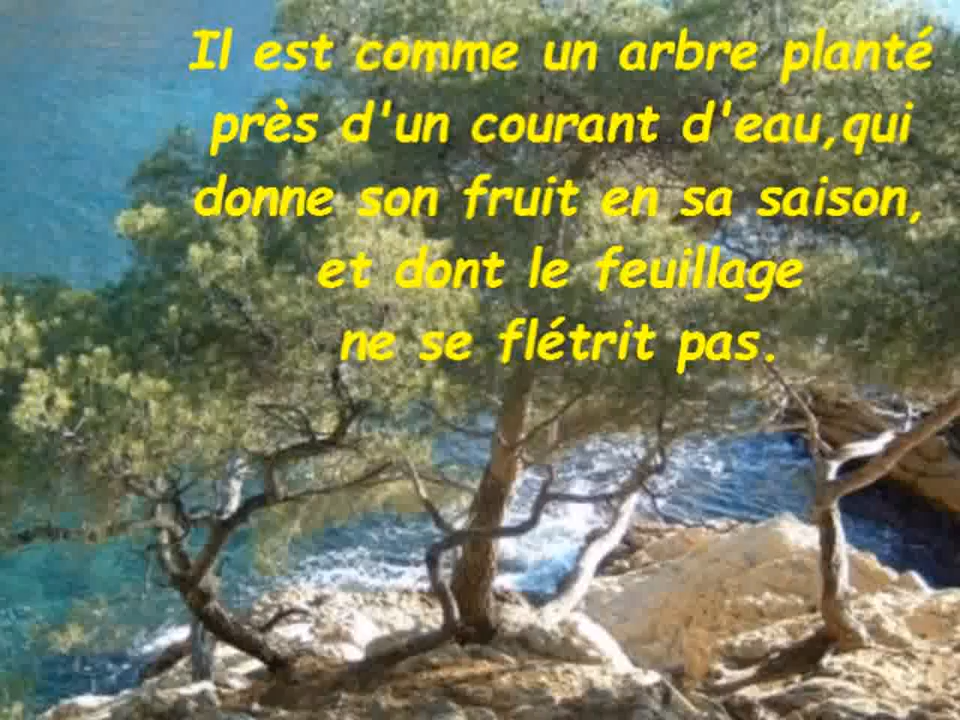 Il est comme un arbre planté
près d'un courant d'eau,qui
donne son fruit en sa saison,
et dont le feuillage
ne se flétrit pas.